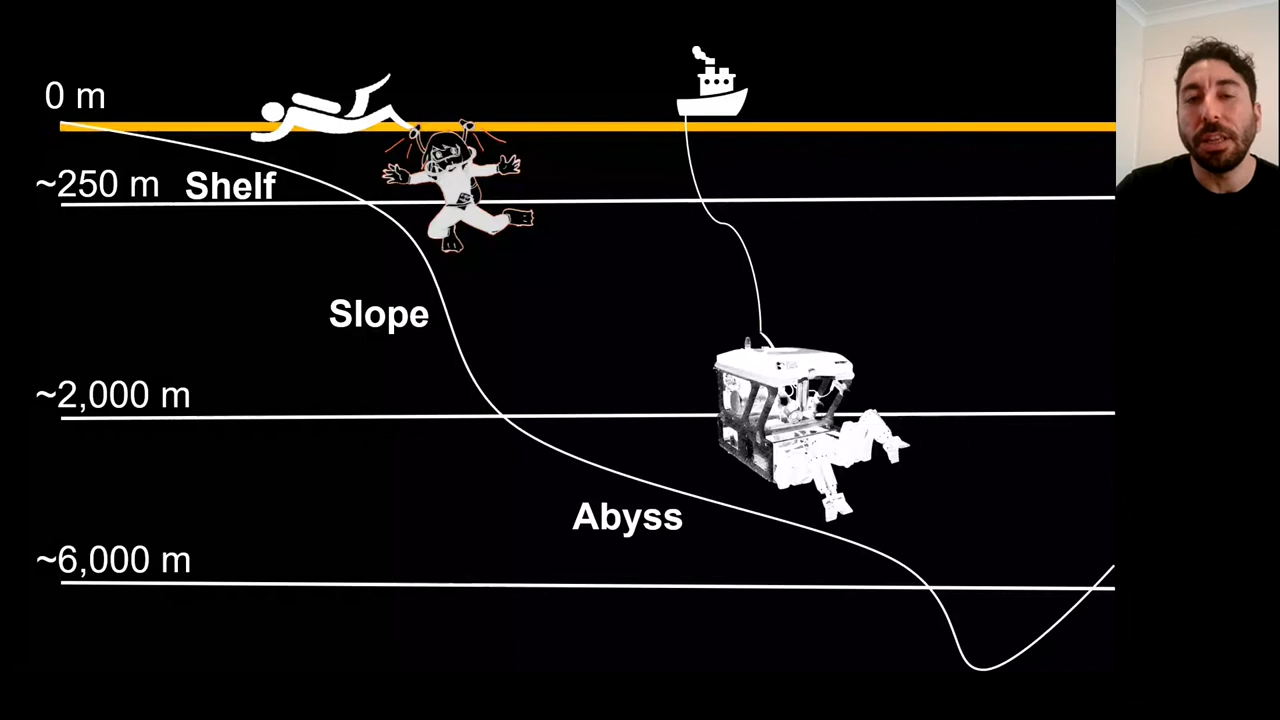 0 m
~250 m
Shelf
Slope
~2,000 m
Abyss
~6,000 m